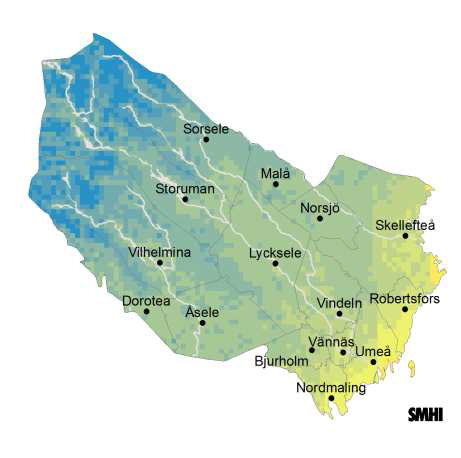 Sorsele
Malå
Storuman
Norsjö
Skellefteå
Vilhelmina
Lycksele
Dorotea
Åsele
Vindeln
Robertsfors
Vännäs
Bjurholm
Umeå
Nordmaling
SMHI